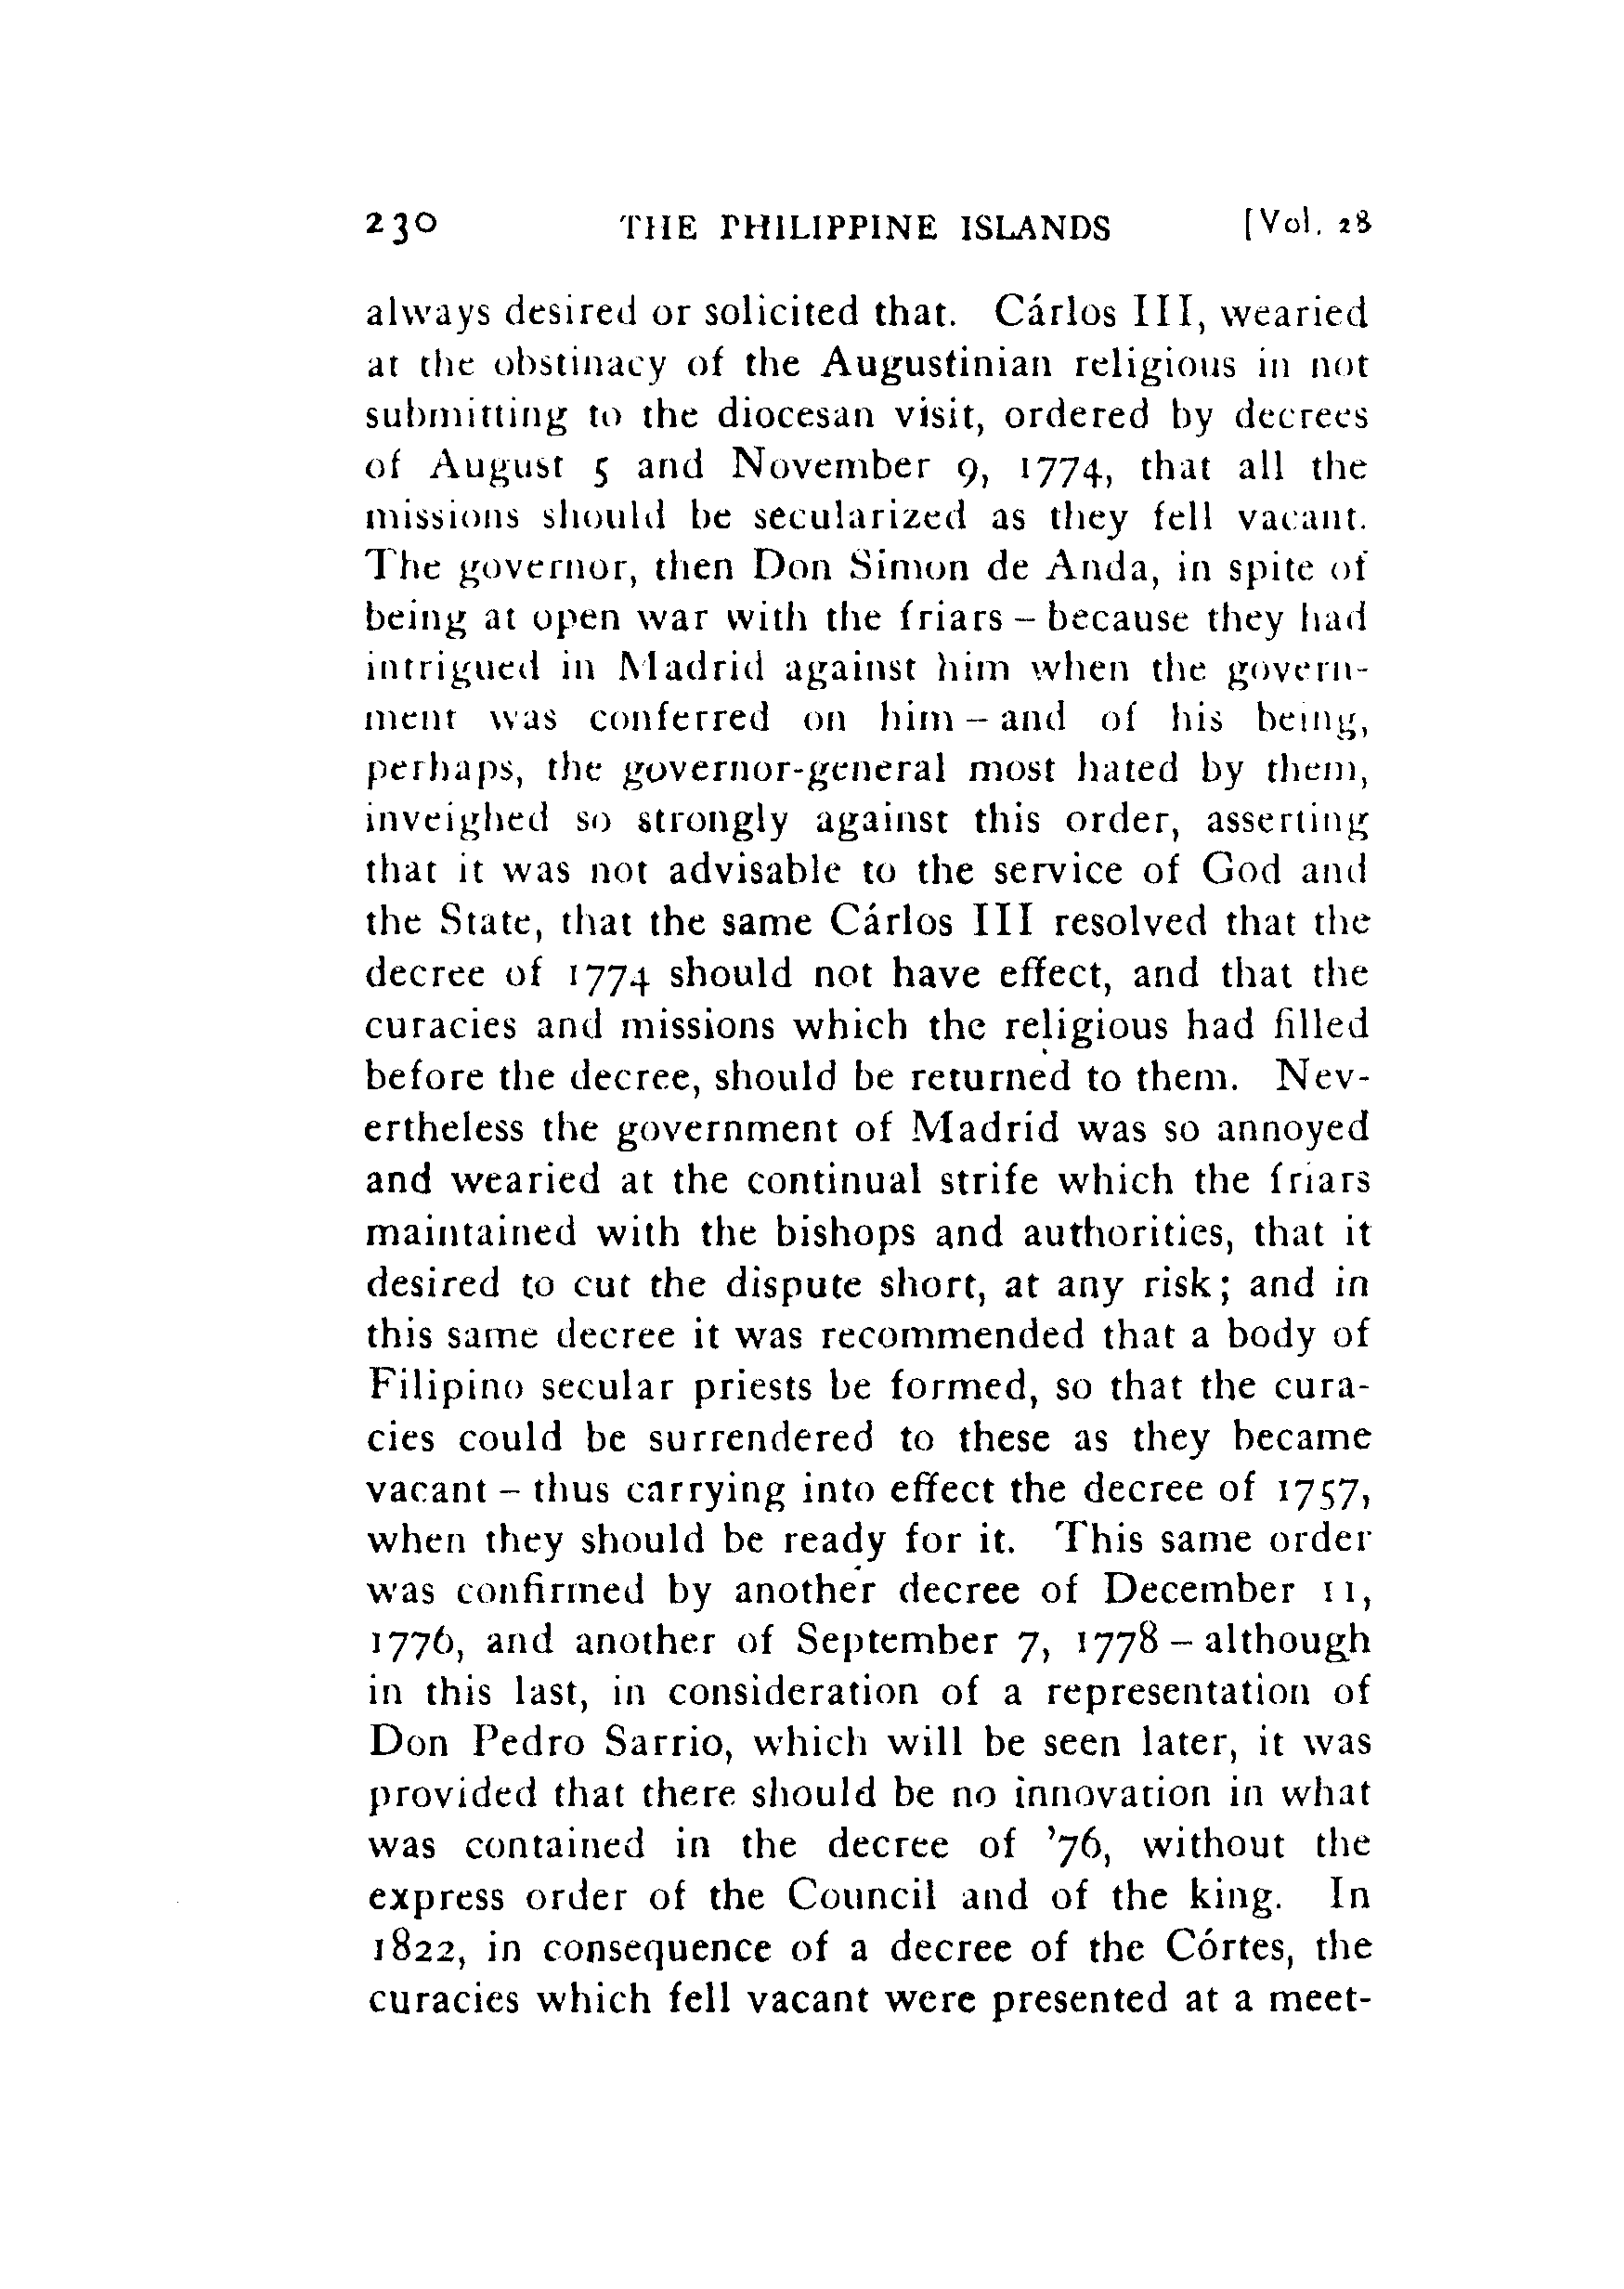 230 THE PHILIPPINE ISLANDS [Vol. 28
always desired or solicited that. Cárlos III, wearied
at the obstinacy of the Augustinian religious in not
submitting to the diocesan visit, ordered by decrees
of August 5 and November 9, 1774, that all the
missions should be secularized as they fell vacant.
The governor, then Don Simon de Anda, in spite of
being at open war with the friars – because they had
intrigued in Madrid against him when the govern-
ment was conferred on him – and of his being,
perhaps, the governor-general most hated by them,
inveighed so strongly against this order, asserting
that it was not advisable to the service of God and
the State, that the same Cárlos III resolved that the
decree of 1774 should not have effect, and that the
curacies and missions which the religious had filled
before the decree, should be returned to them. Nev-
ertheless the government of Madrid was so annoyed
and wearied at the continual strife which the friars
maintained with the bishops and authorities, that it
desired to cut the dispute short, at any risk; and in
this same decree it was recommended that a body of
Filipino secular priests be formed, so that the cura-
cies could be surrendered to these as they became
vacant – thus carrying into effect the decree of 1757,
when they should be ready for it. This same order
was confirmed by another decree of December 11,
1776, and another of September 7, 1778 – although
in this last, in consideration of a representation of
Don Pedro Sarrio, which will be seen later, it was
provided that there should be no innovation in what
was contained in the decree of '76, without the
express order of the Council and of the king. In
1822, in consequence of a decree of the Córtes, the
curacies which fell vacant were presented at a meet-